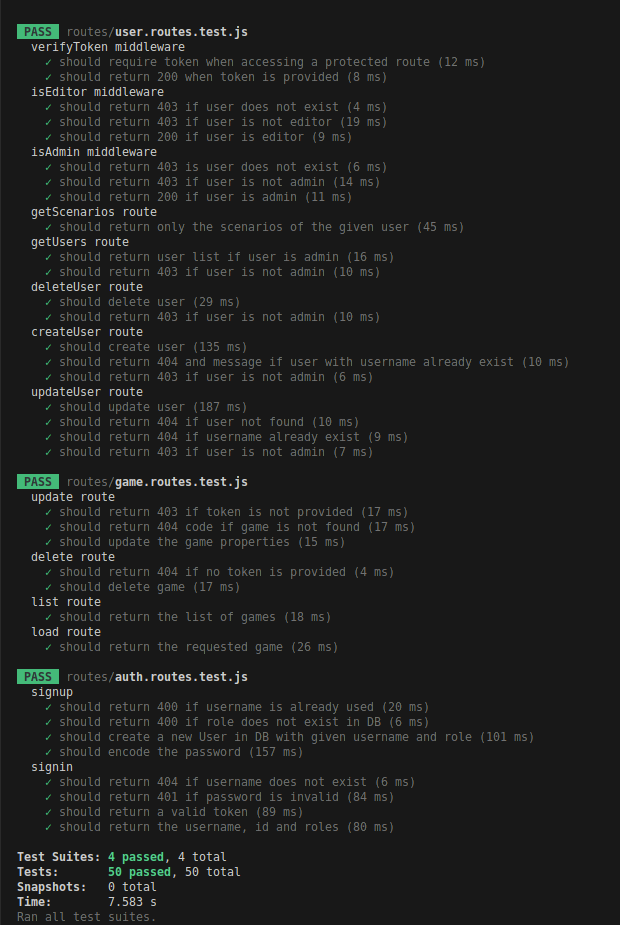 PASS routes/user.routes.test.js
verifyToken middleware
✓ should require token when accessing a protected route (12 ms)
✓ should return 200 when token is provided (8 ms)
isEditor middleware
✓ should return 403 if user does not exist (4 ms)
✓ should return 403 if user is not editor (19 ms)
✓ should return 200 if user is editor (9 ms)
isAdmin middleware
✓ should return 403 is user does not exist (6 ms)
✓ should return 403 if user is not admin (14 ms)
✓ should return 200 if user is admin (11 ms)
getScenarios route
✓ should return only the scenarios of the given user (45 ms)
getUsers route
✓ should return user list if user is admin (16 ms)
✓ should return 403 if user is not admin (10 ms)
deleteUser route
✓ should delete user (29 ms)
✓ should return 403 if user is not admin (10 ms)
createUser route
✓ should create user (135 ms)
✓ should return 404 and message if user with username already exist (10 ms)
✓ should return 403 if user is not admin (6 ms)
updateUser route
✓ should update user (187 ms)
✓ should return 404 if user not found (10 ms)
✓ should return 404 if username already exist (9 ms)
✓ should return 403 if user is not admin (7 ms)
PASS routes/game.routes.test.js
update route
✓ should return 403 if token is not provided (17 ms)
✓ should return 404 code if game is not found (17 ms)
✓ should update the game properties (15 ms)
delete route
✓ should return 404 if no token is provided (4 ms)
✓ should delete game (17 ms)
list route
✓ should return the list of games (18 ms)
load route
✓ should return the requested game (26 ms)
PASS routes/auth.routes.test.js
signup
✓ should return 400 if username is already used (20 ms)
✓ should return 400 if role does not exist in DB (6 ms)
✓ should create a new User in DB with given username and role (101 ms)
✓ should encode the password (157 ms)
signin
✓ should return 404 if username does not exist (6 ms)
✓ should return 401 if password is invalid (84 ms)
✓ should return a valid token (89 ms)
✓ should return the username, id and roles (80 ms)
Test Suites: 4 passed, 4 total
Tests: 50 passed, 50 total
Snapshots: 0 total
Time: 7.583 s
Ran all test suites.